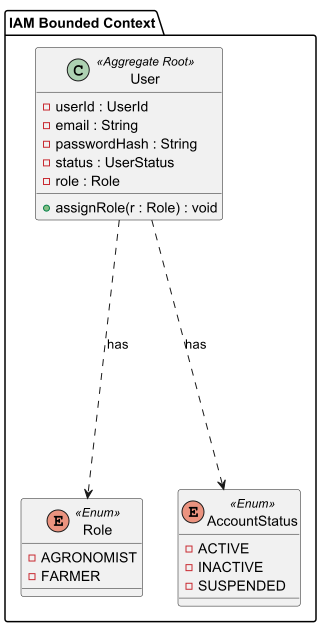 IAM Bounded Context
C
«Aggregate Root»
User
userId : UserId
email : String
passwordHash : String
status : UserStatus
role : Role
assignRole(r : Role) : void
has
has
E
«Enum»
Role
AGRONOMIST
FARMER
E
«Enum»
AccountStatus
ACTIVE
INACTIVE
SUSPENDED